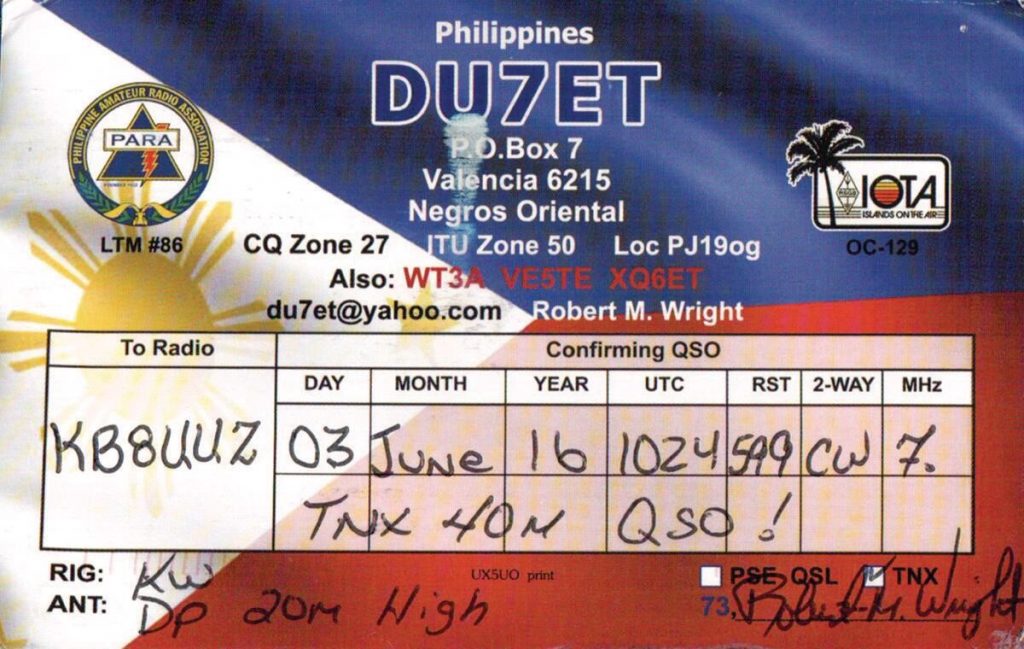 Philippines
DU7ET
P.O.Box 7
Valencia 6215
Negros Oriental
PHILIPPINE AMATEUR RADIO ASSOCIATION
PARA
LTM #86
IOTA
ISLANDS ON THE AIR
OC-129
CQ Zone 27 ITU Zone 50 Loc PJ19og
Also: WT3A VE5TE XQ6ET
du7et@yahoo.com Robert M. Wright
To Radio Confirming QSO
DAY MONTH YEAR UTC RST 2-WAY MHz
KB8UUZ 03 June 16 1024 599 CW 7.
TNX 40M QSO !
RIG: KW
UX5UO print
PSE QSL TNX
ANT: DP 20M High
73, Robert M. Wright